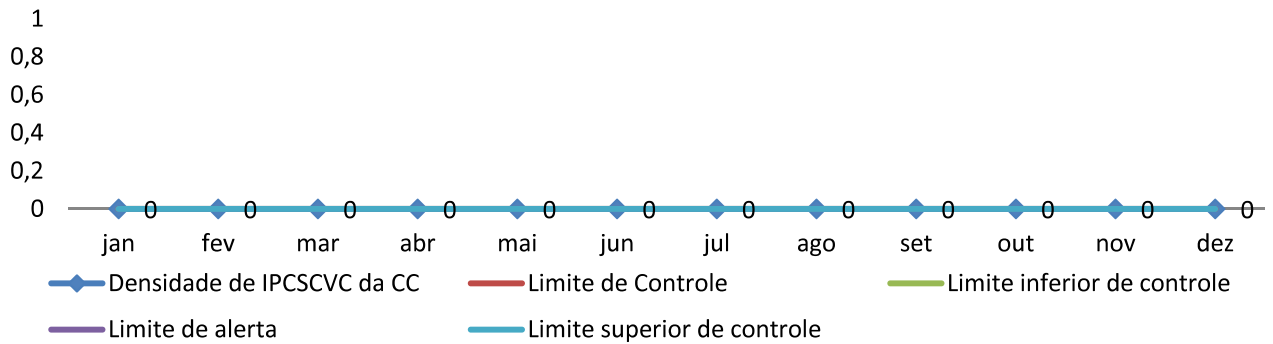 1
0,8
0,6
0,4
0,2
0
0 0 0 0 0 0 0 0 0 0 0 0
jan fev mar abr mai jun jul ago set out nov dez
Densidade de IPCSCVC da CC Limite de Controle Limite inferior de controle
Limite de alerta Limite superior de controle